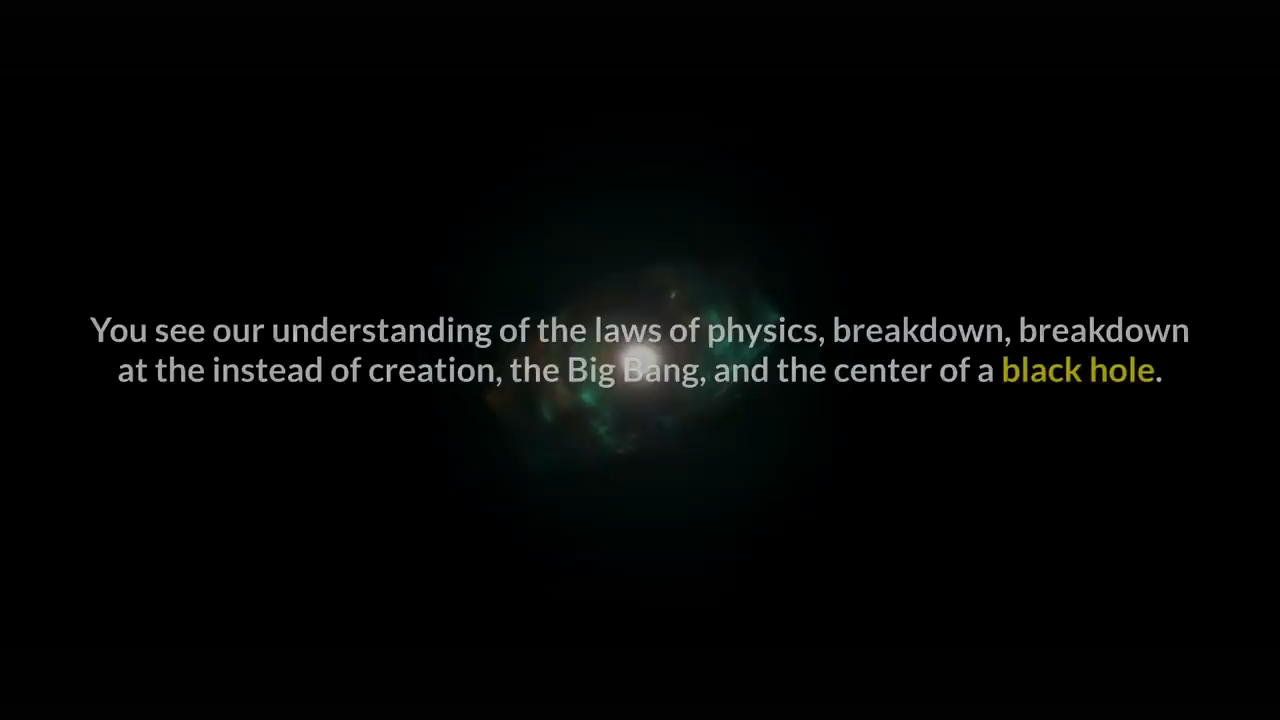 You see our understanding of the laws of physics, breakdown, breakdown
at the instead of creation, the Big Bang, and the center of a black hole.